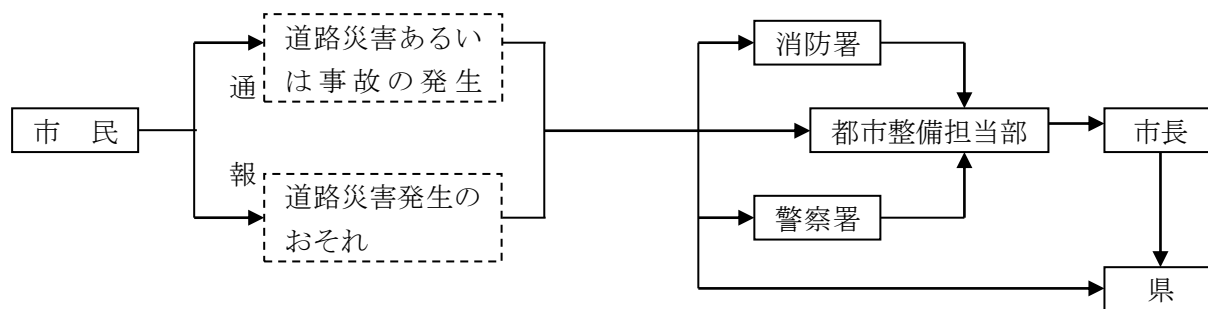 市　民
通
報
道路災害あるい
は事故の発生
道路災害発生の
おそれ
消防署
都市整備担当部
警察署
市長
県